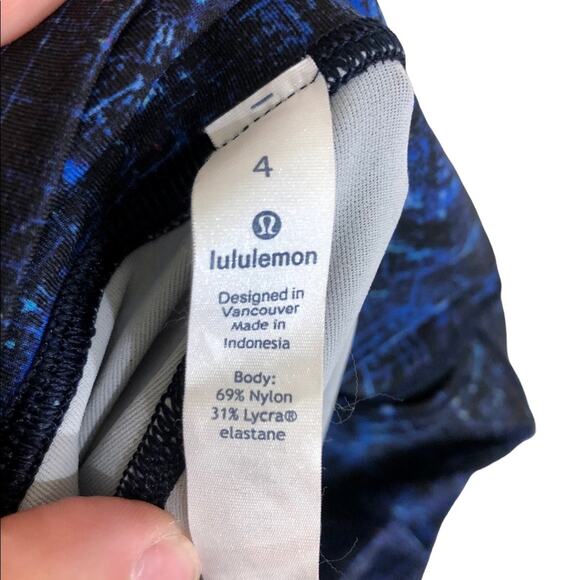 4
lululemon
Designed in
Vancouver
Made in
Indonesia
Body:
69% Nylon
31% Lycra®
elastane